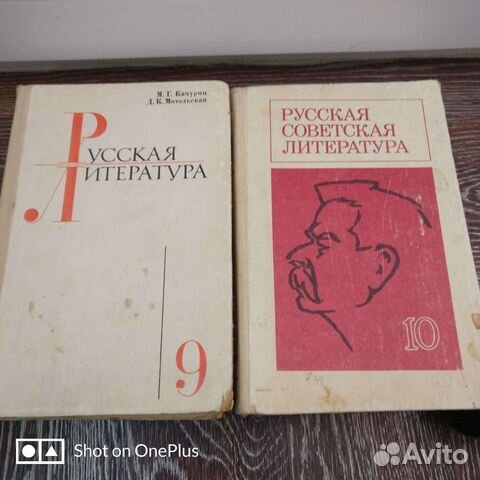 М. Г. Качурин
Д. К. Мотольская
РУССКАЯ
ЛИТЕРАТУРА
9
РУССКАЯ
СОВЕТСКАЯ
ЛИТЕРАТУРА
10
Shot on OnePlus
Avito